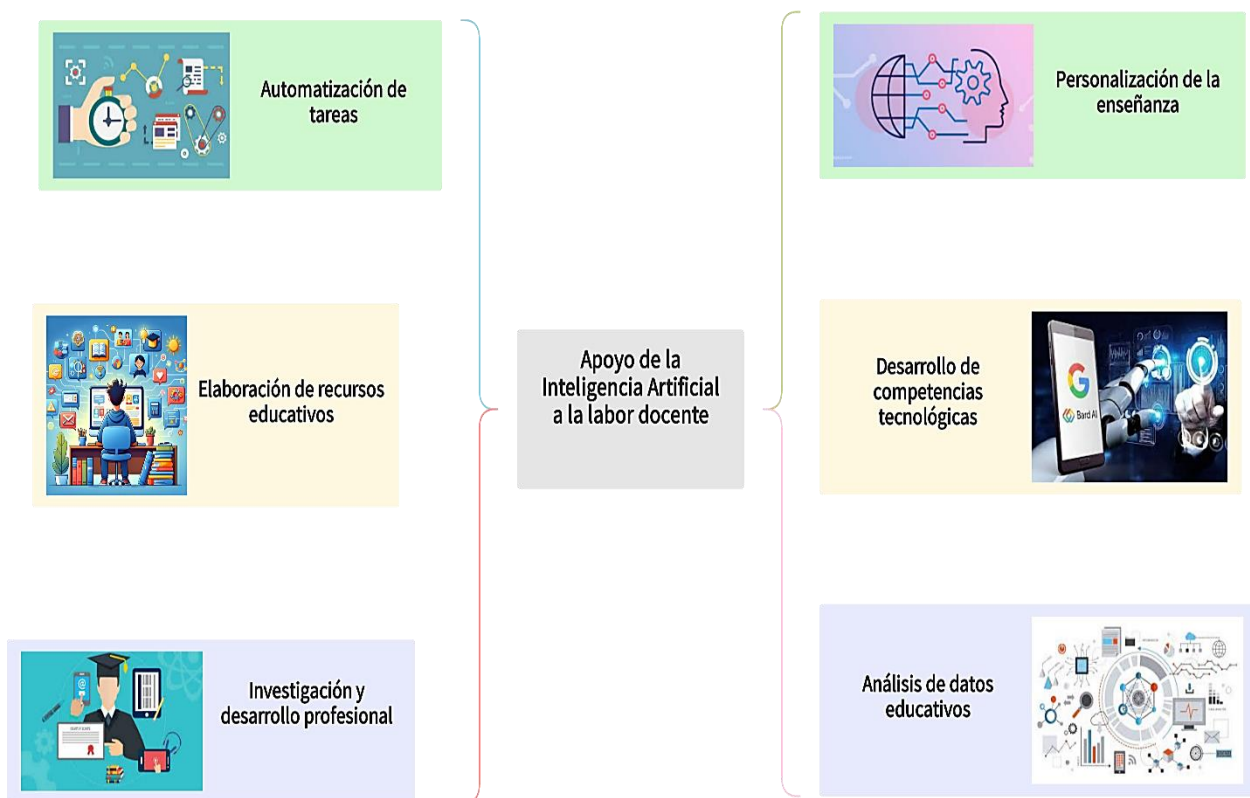 Automatización de
tareas
Personalización de la
enseñanza
Elaboración de recursos
educativos
Apoyo de la
Inteligencia Artificial
a la labor docente
Desarrollo de
competencias
tecnológicas
Google
Bard AI
Investigación y
desarrollo profesional
Análisis de datos
educativos